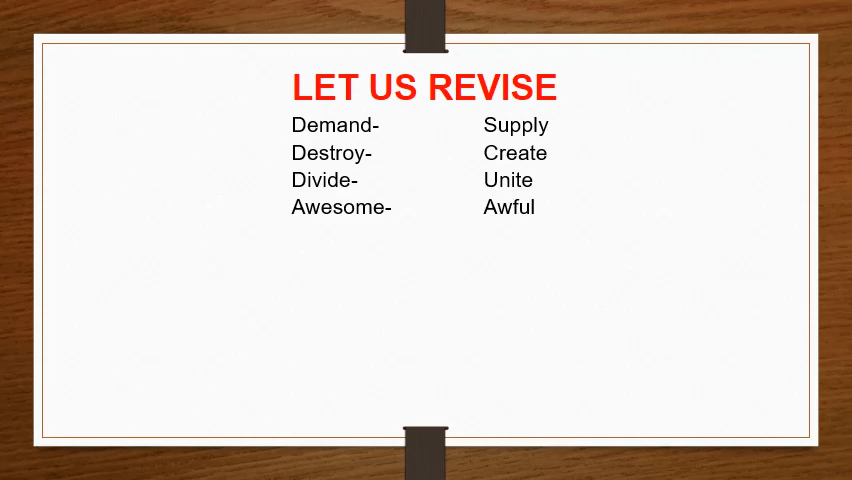 LET US REVISE
Demand- Supply
Destroy- Create
Divide- Unite
Awesome- Awful